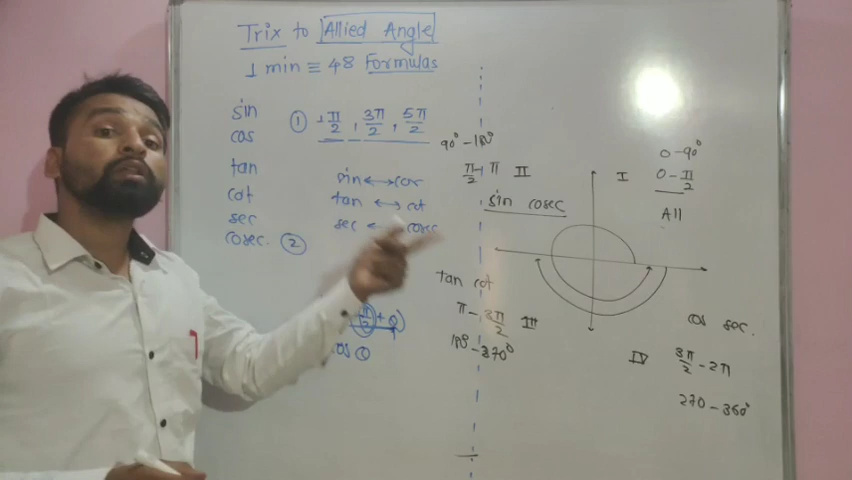 Trix to Allied Angle
1 min ≡ 48 Formulas
sin
cos
tan
cot
sec
cosec.
① π/2, 3π/2, 5π/2
sin ↔ cos
tan ↔ cot
sec ↔ cosec
②
π/2 + θ)
cos θ
90° - 180°
π/2 - π II
sin cosec
I
0 - 90°
0 - π/2
All
tan cot
π - 3π/2 III
180 - 270°
cos sec.
IV 3π/2 - 2π
270 - 360°